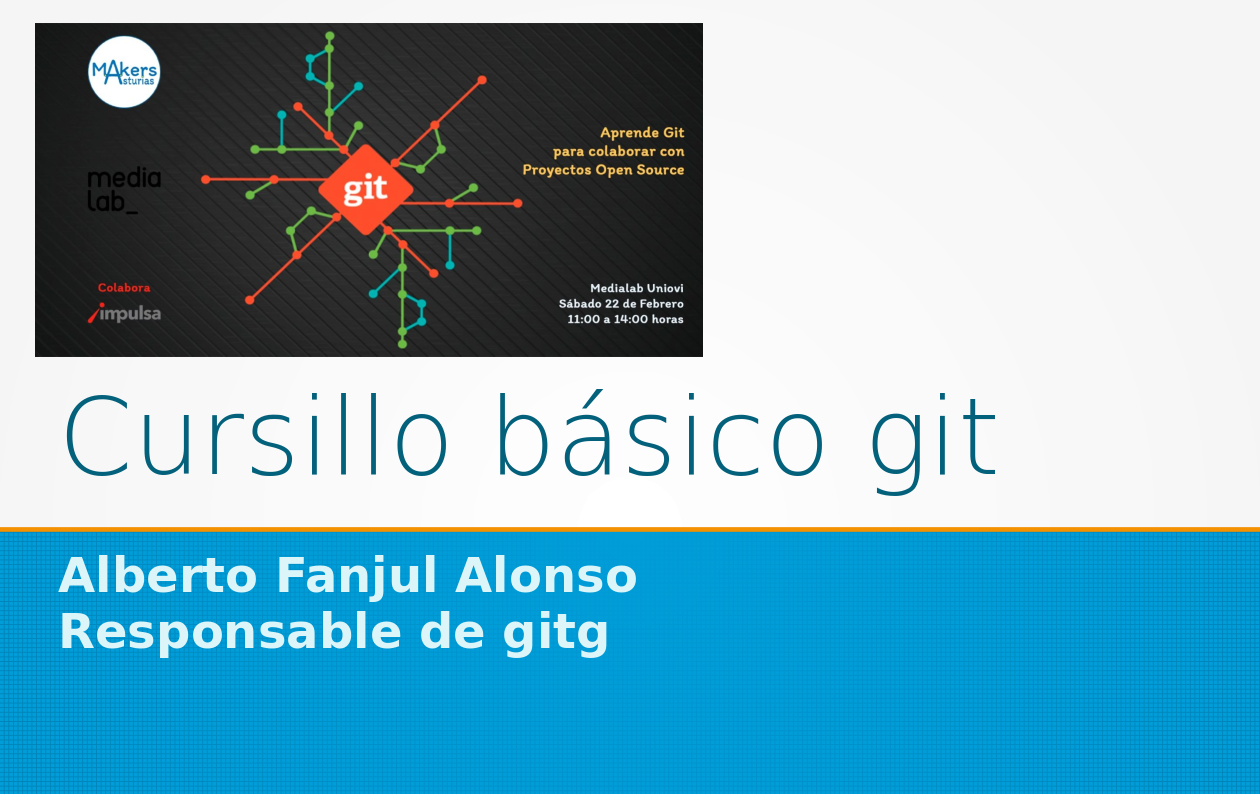 MAkers
Asturias
media
lab_
Colabora
impulsa
git
Aprende Git
para colaborar con
Proyectos Open Source
Medialab Uniovi
Sábado 22 de Febrero
11:00 a 14:00 horas
Cursillo básico git
Alberto Fanjul Alonso
Responsable de gitg